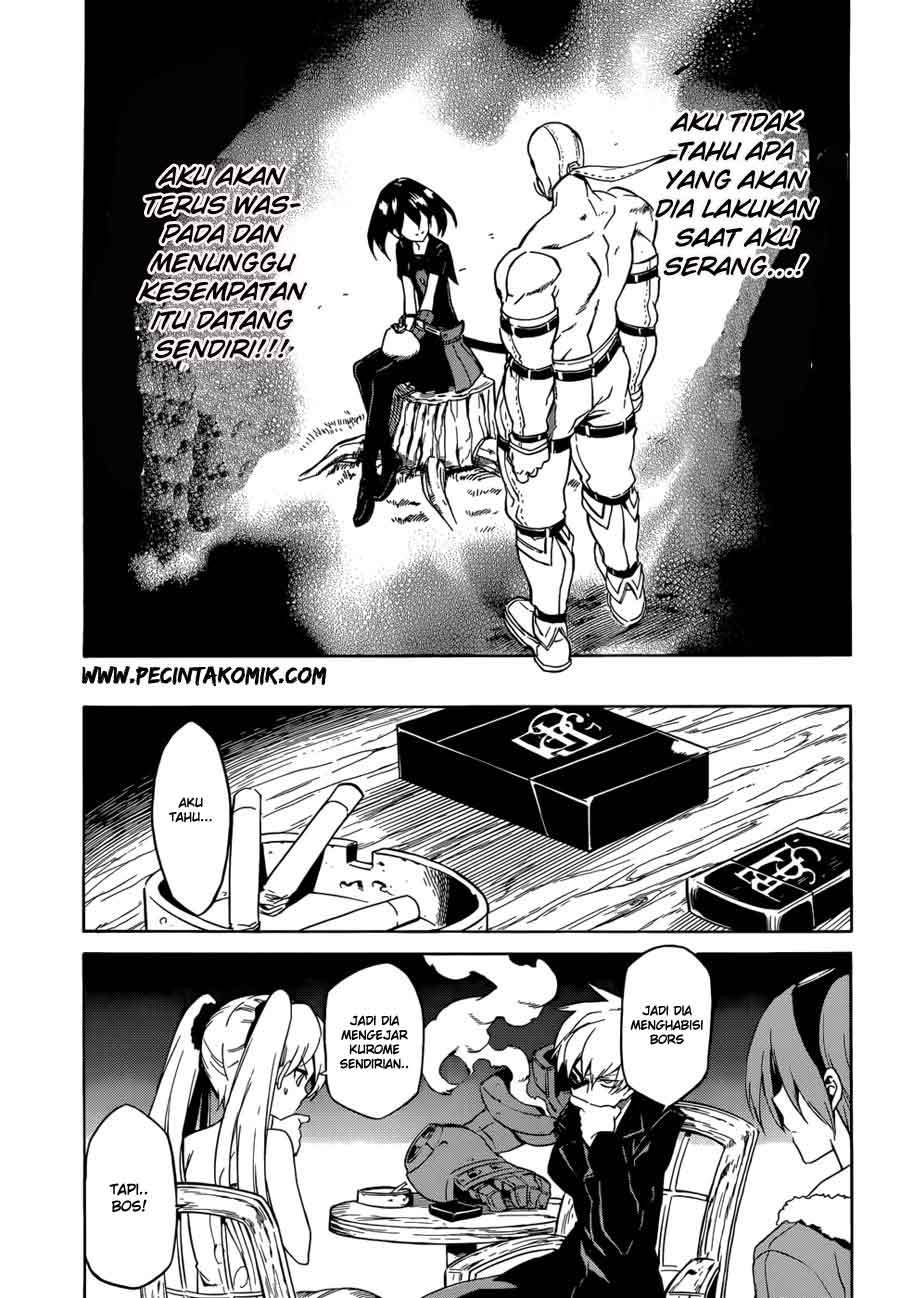 AKU TIDAK
TAHU APA
YANG AKAN
DIA LAKUKAN
SAAT AKU
SERANG...!
AKU AKAN
TERUS WAS-
PADA DAN
MENUNGGU
KESEMPATAN
ITU DATANG
SENDIRI!!!
WWW.PECINTAKOMIK.COM
AKU
TAHU...
JADI DIA
MENGHABISI
BORS
JADI DIA
MENGEJAR
KUROME
SENDIRIAN..
TAPI..
BOS!